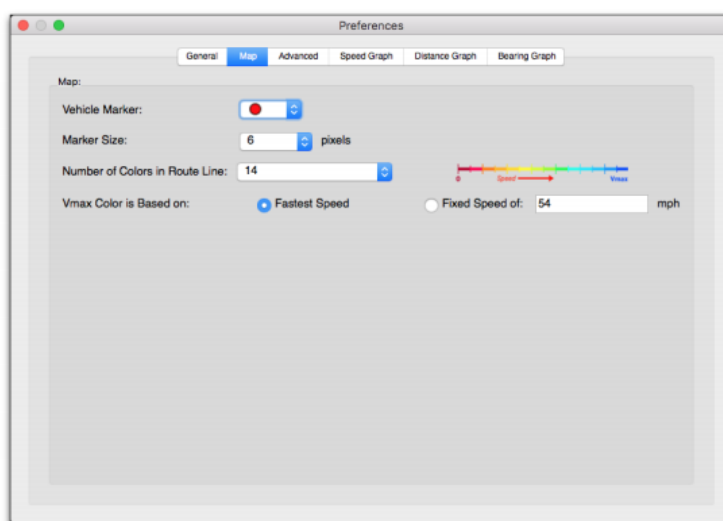 Preferences
General Map Advanced Speed Graph Distance Graph Bearing Graph
Map:
Vehicle Marker:
Marker Size: 6 pixels
Number of Colors in Route Line: 14
0 Speed Vmax
Vmax Color is Based on: Fastest Speed Fixed Speed of: 54 mph